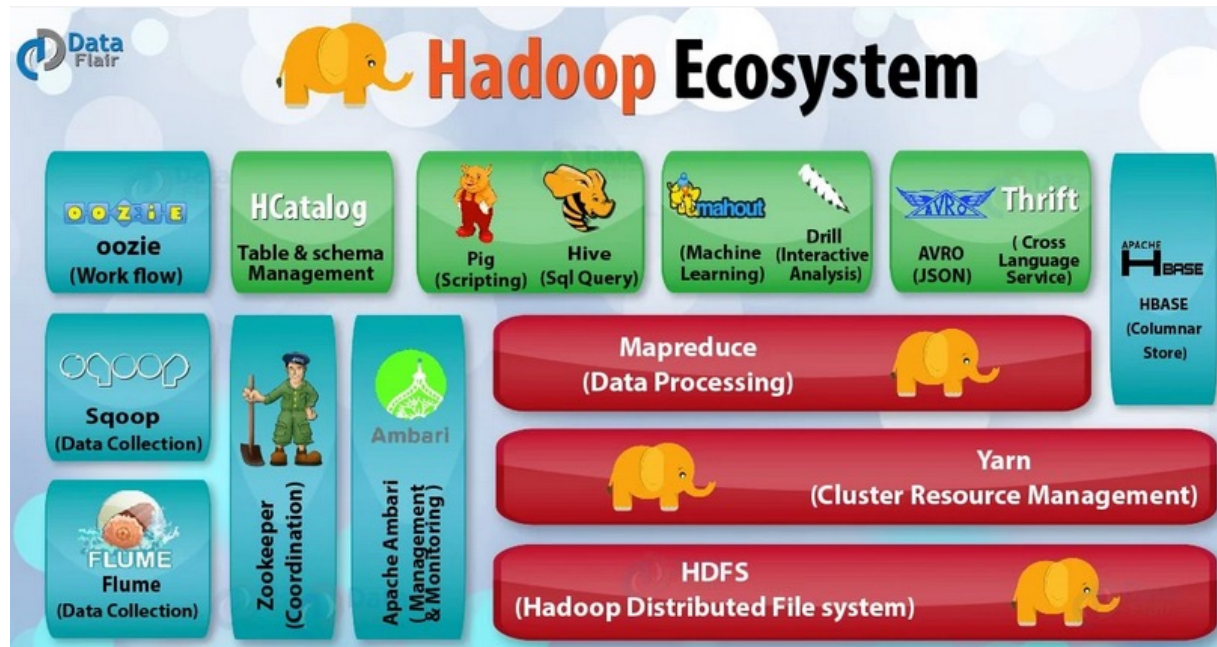 Data
Flair
Hadoop Ecosystem
OOZiE
oozie
(Work flow)
HCatalog
Table & schema
Management
Pig
(Scripting)
Hive
(Sql Query)
mahout
(Machine
Learning)
Drill
(Interactive
Analysis)
AVRO
AVRO
(JSON)
Thrift
( Cross
Language
Service)
APACHE
HBASE
HBASE
(Columnar
Store)
sqoop
Sqoop
(Data Collection)
FLUME
Flume
(Data Collection)
Zookeeper
(Coordination)
Ambari
Apache Ambari
( Management
& Monitoring )
Mapreduce
(Data Processing)
Yarn
(Cluster Resource Management)
HDFS
(Hadoop Distributed File system)